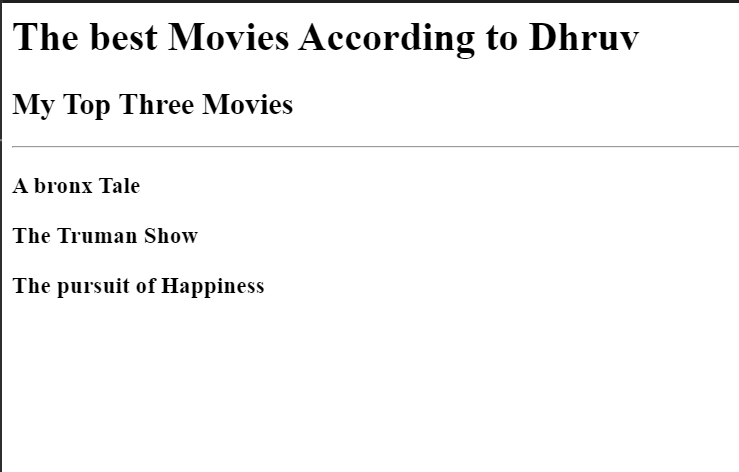 The best Movies According to Dhruv
My Top Three Movies
A bronx Tale
The Truman Show
The pursuit of Happiness